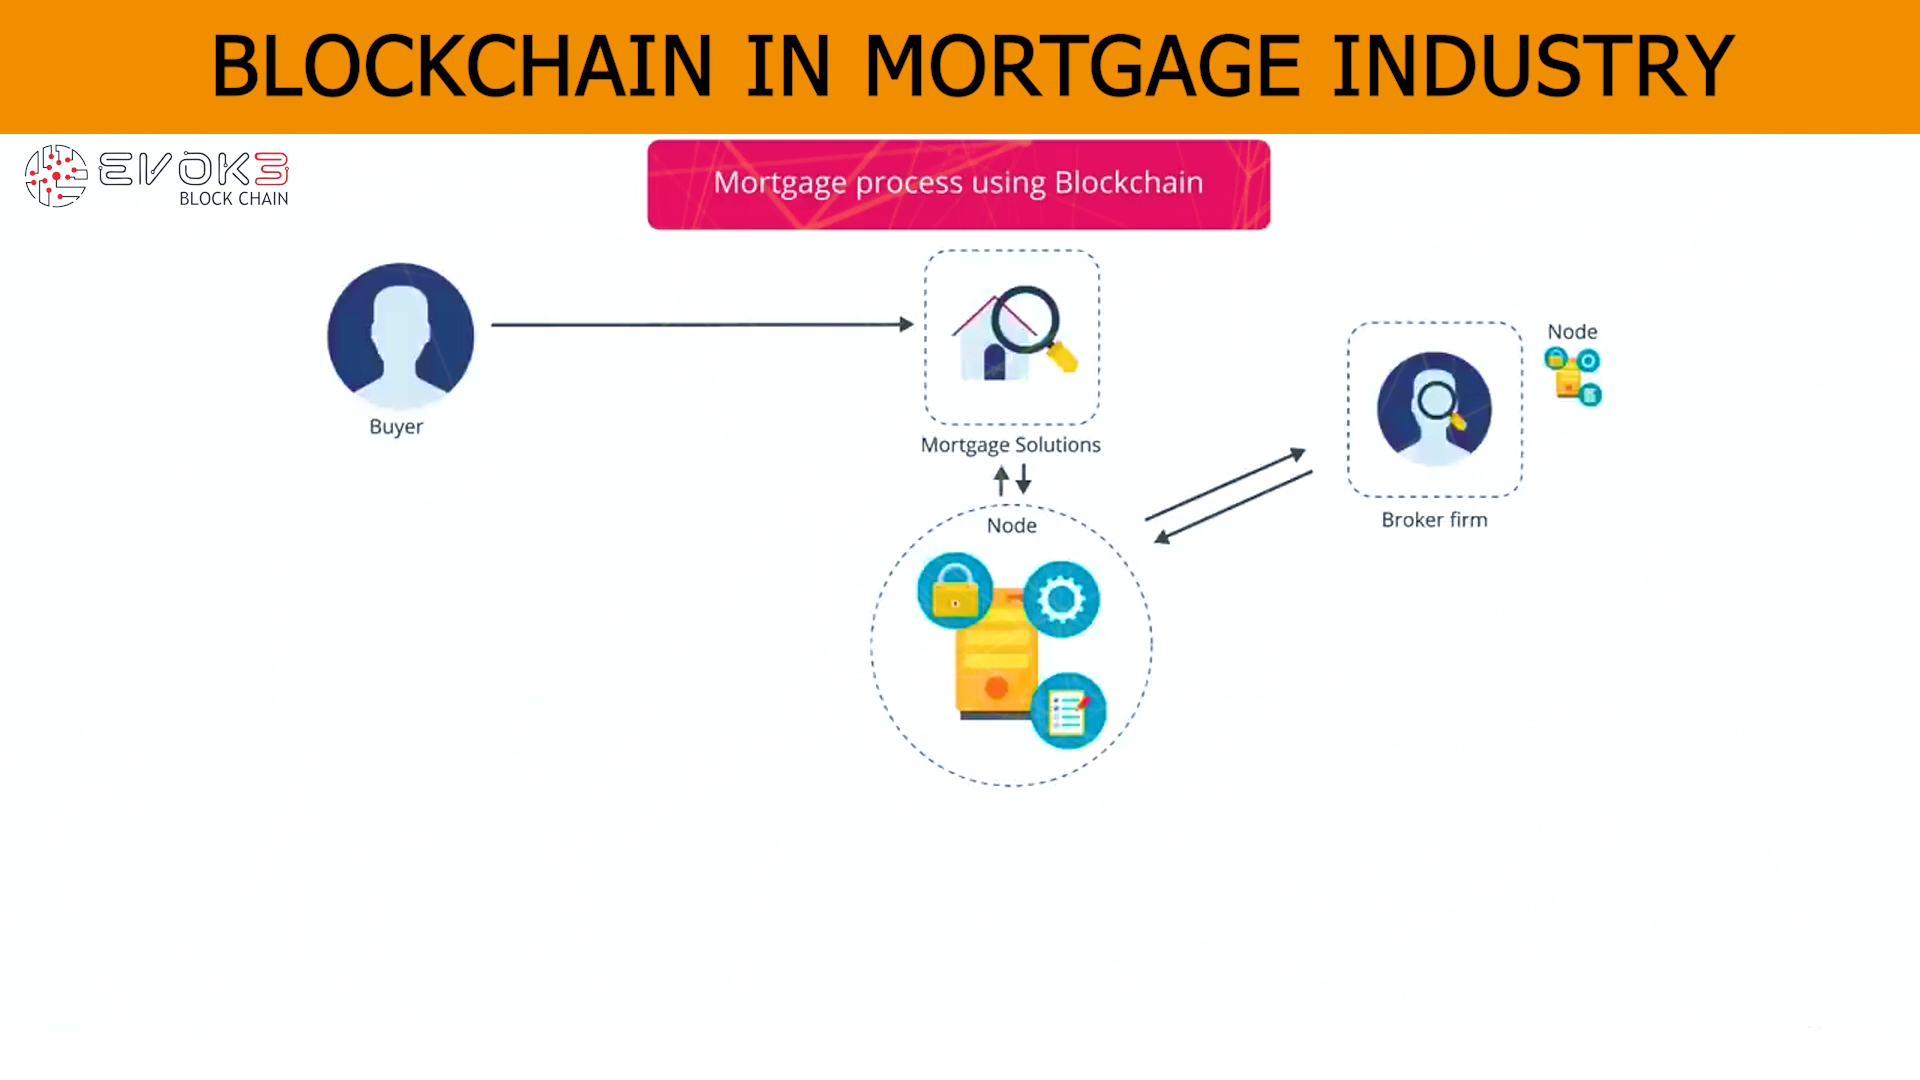 BLOCKCHAIN IN MORTGAGE INDUSTRY
EVOK3
BLOCK CHAIN
Mortgage process using Blockchain
Buyer
Mortgage Solutions
Node
Broker firm
Node